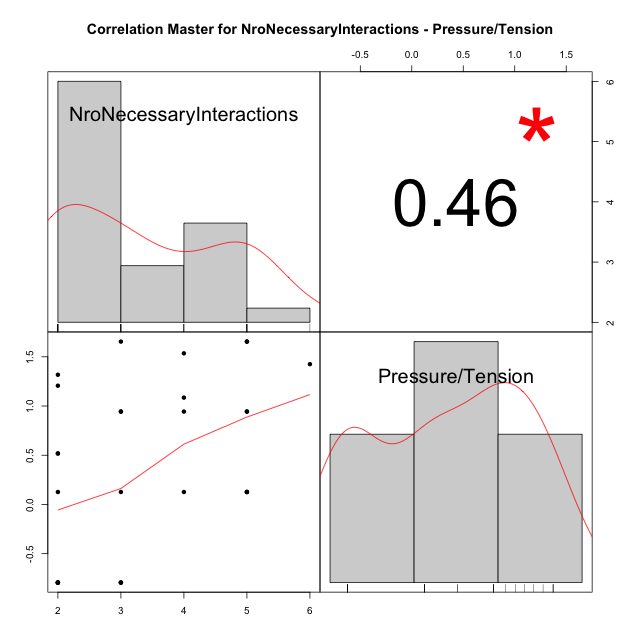 Correlation Master for NroNecessaryInteractions - Pressure/Tension
-0.5 0.0 0.5 1.0 1.5
NroNecessaryInteractions
*
0.46
6
5
4
3
2
1.5
1.0
0.5
0.0
-0.5
Pressure/Tension
2 3 4 5 6